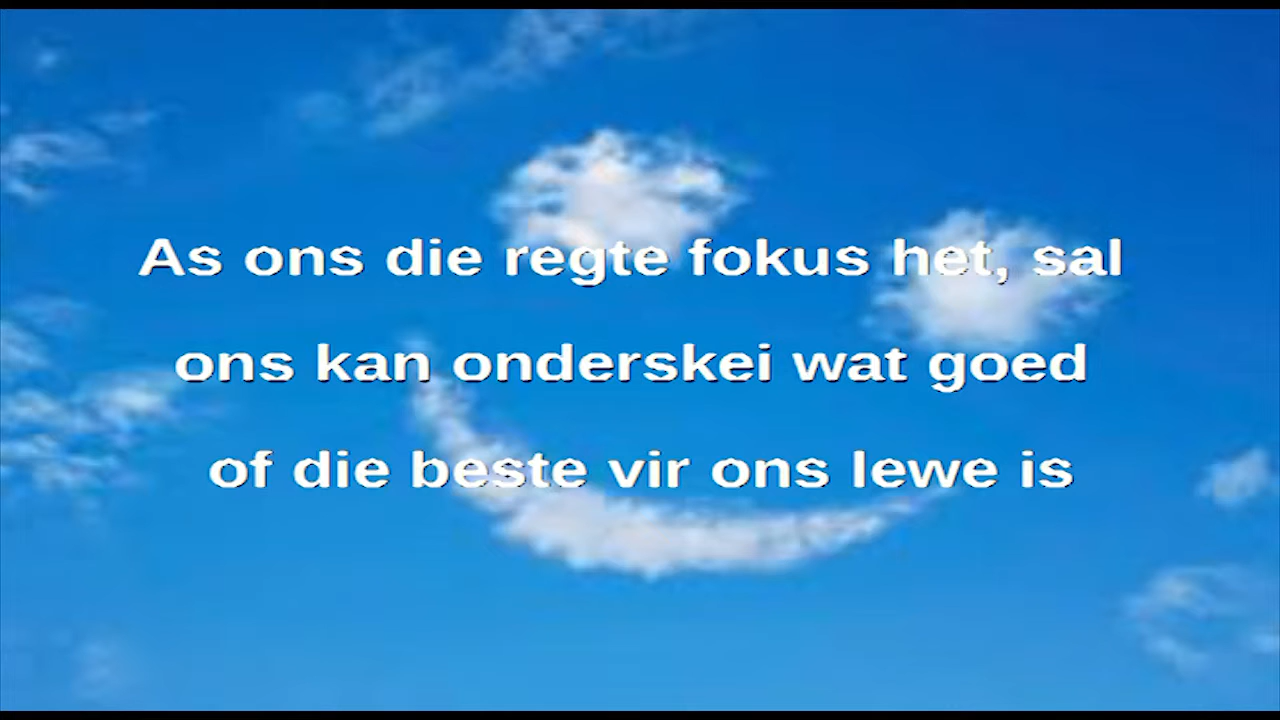 As ons die regte fokus het, sal
ons kan onderskei wat goed
of die beste vir ons lewe is